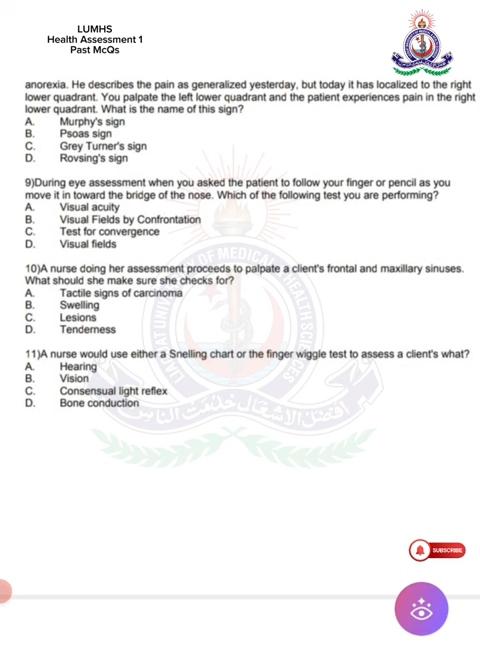 LUMHS
Health Assessment 1
Past McQs
anorexia. He describes the pain as generalized yesterday, but today it has localized to the right
lower quadrant. You palpate the left lower quadrant and the patient experiences pain in the right
lower quadrant. What is the name of this sign?
A. Murphy's sign
B. Psoas sign
C. Grey Turner's sign
D. Rovsing's sign
9)During eye assessment when you asked the patient to follow your finger or pencil as you
move it in toward the bridge of the nose. Which of the following test you are performing?
A. Visual acuity
B. Visual Fields by Confrontation
C. Test for convergence
D. Visual fields
10)A nurse doing her assessment proceeds to palpate a client's frontal and maxillary sinuses.
What should she make sure she checks for?
A. Tactile signs of carcinoma
B. Swelling
C. Lesions
D. Tenderness
11)A nurse would use either a Snelling chart or the finger wiggle test to assess a client's what?
A. Hearing
B. Vision
C. Consensual light reflex
D. Bone conduction
SUBSCRIBE